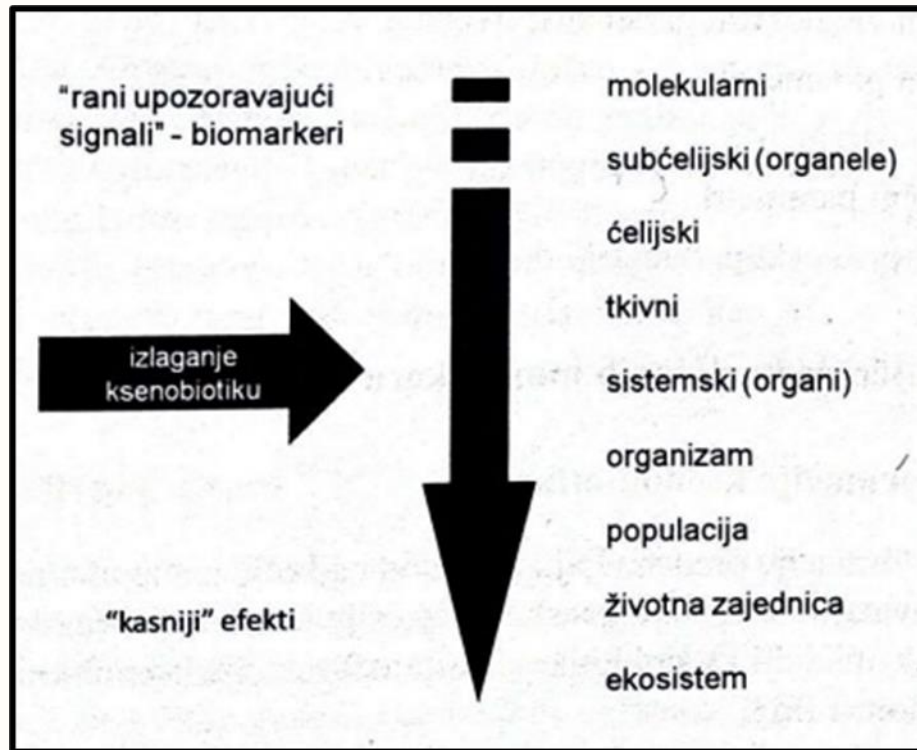 "rani upozoravajući
signali" - biomarkeri
izlaganje
ksenobiotiku
"kasniji" efekti
molekularni
subćelijski (organele)
ćelijski
tkivni
sistemski (organi)
organizam
populacija
životna zajednica
ekosistem